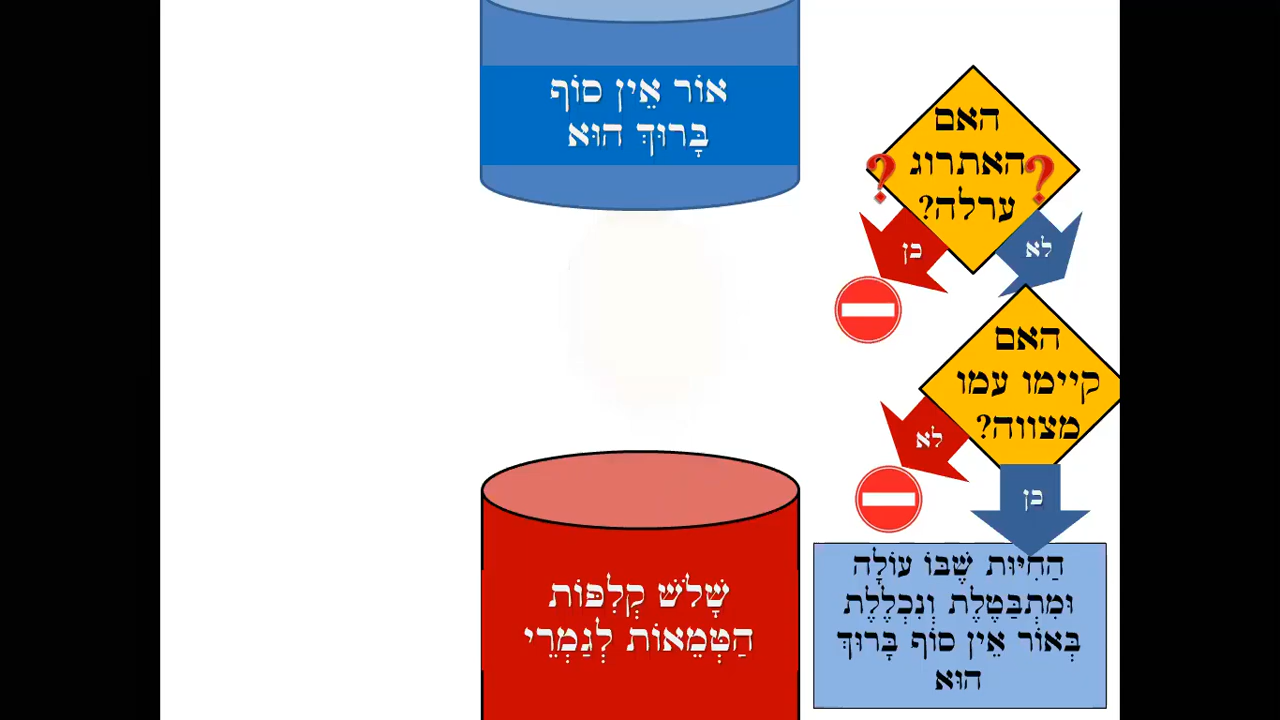 אוֹר אֵין סוֹף
בָּרוּךְ הוּא
האם
האתרוג
ערלה?
?
?
כן
לא
האם
קיימו עמו
מצווה?
לא
כן
הַחִיּוּת שֶׁבּוֹ עוֹלָה
וּמִתְבַּטֶּלֶת וְנִכְלֶלֶת
בְּאוֹר אֵין סוֹף בָּרוּךְ
הוּא
שָׁלֹשׁ קְלִפּוֹת
הַטְּמֵאוֹת לְגַמְרֵי